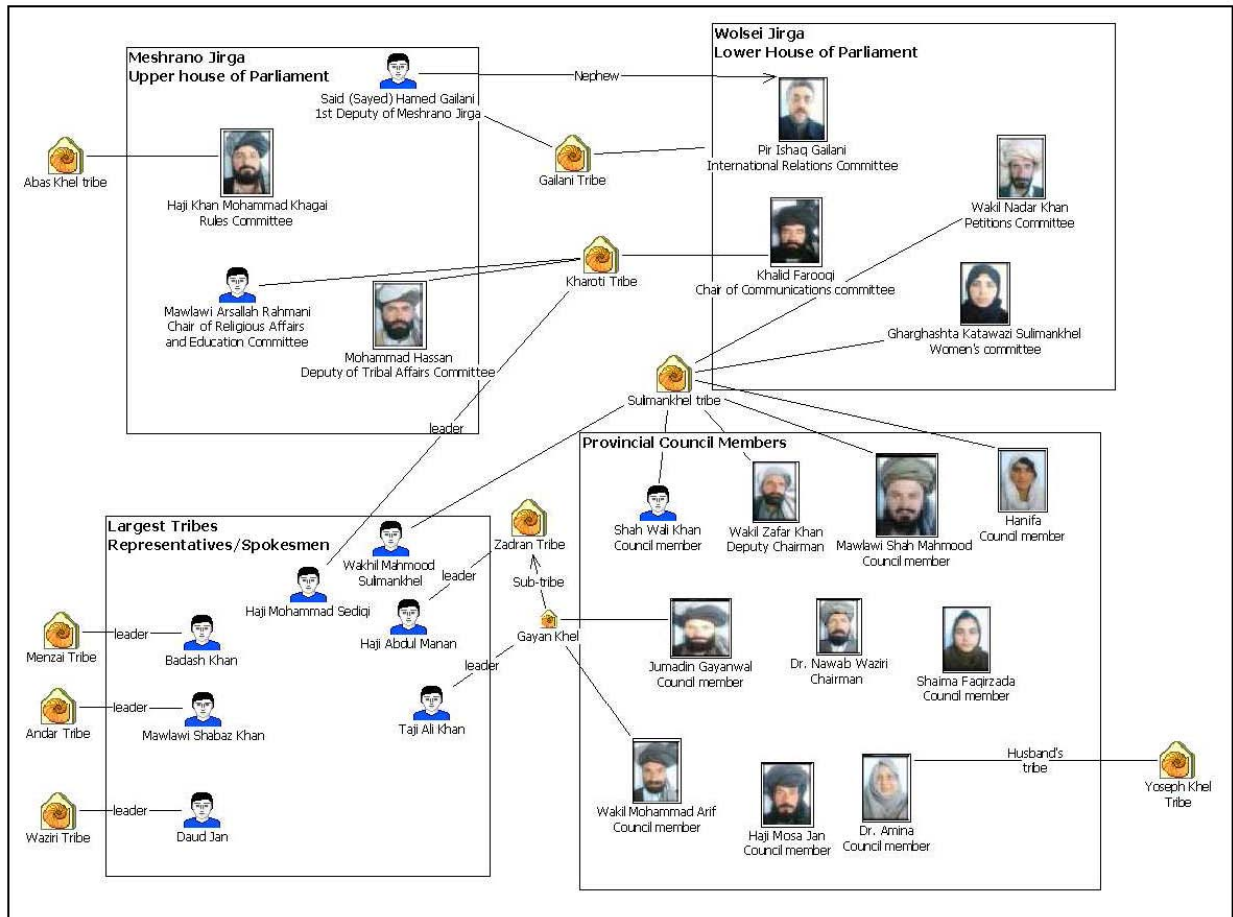 Meshrano Jirga
Upper house of Parliament
Said (Sayed) Hamed Gailani
1st Deputy of Meshrano Jirga
Nephew
Wolsei Jirga
Lower House of Parliament
Pir Ishaq Gailani
International Relations Committee
Abas Khel tribe
Haji Khan Mohammad Khagai
Rules Committee
Gailani Tribe
Wakil Nadar Khan
Petitions Committee
Kharoti Tribe
Khalid Farooqi
Chair of Communications committee
Mawlawi Arsallah Rahmani
Chair of Religious Affairs
and Education Committee
Mohammad Hassan
Deputy of Tribal Affairs Committee
Gharghashta Katawazi Sulimankhel
Women's committee
Sulimankhel tribe
leader
Provincial Council Members
Shah Wali Khan
Council member
Wakil Zafar Khan
Deputy Chairman
Mawlawi Shah Mahmood
Council member
Hanifa
Council member
Largest Tribes
Representatives/Spokesmen
Wakhil Mahmood
Sulimankhel
Zadran Tribe
leader
Sub-tribe
Haji Mohammad Sediqi
Haji Abdul Manan
Gayan Khel
Menzai Tribe
leader
Badash Khan
leader
Jumadin Gayanwal
Council member
Dr. Nawab Waziri
Chairman
Shaima Faqirzada
Council member
Andar Tribe
leader
Mawlawi Shabaz Khan
Taji Ali Khan
Waziri Tribe
leader
Daud Jan
Wakil Mohammad Arif
Council member
Haji Mosa Jan
Council member
Dr. Amina
Council member
Husband's
tribe
Yoseph Khel
Tribe